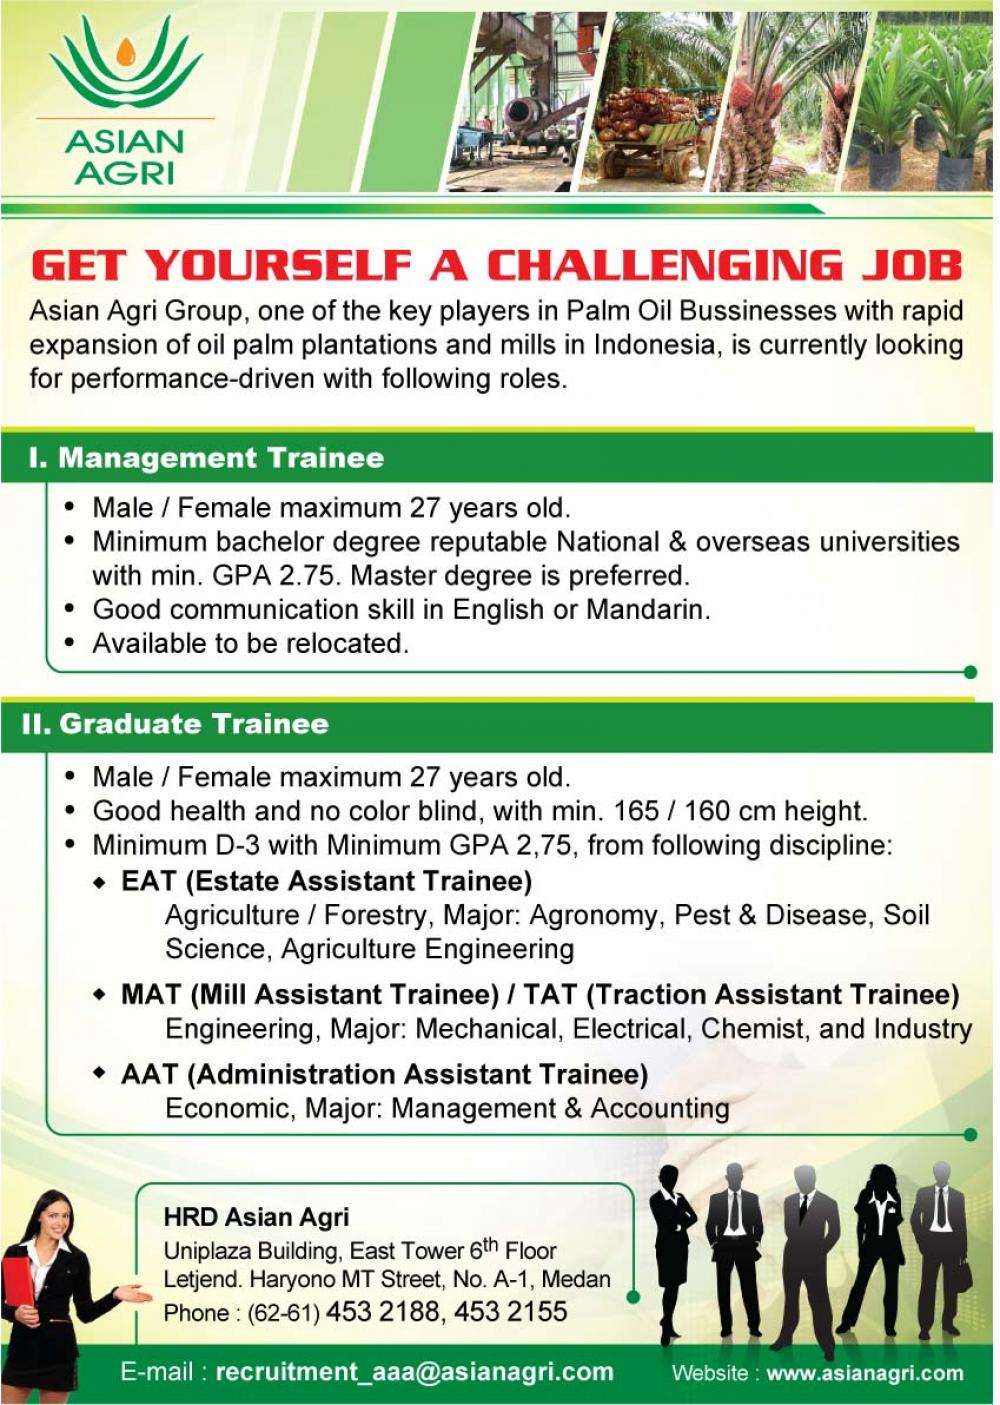 ASIAN
AGRI
GET YOURSELF A CHALLENGING JOB
Asian Agri Group, one of the key players in Palm Oil Bussinesses with rapid
expansion of oil palm plantations and mills in Indonesia, is currently looking
for performance-driven with following roles.
I. Management Trainee
• Male / Female maximum 27 years old.
• Minimum bachelor degree reputable National & overseas universities
with min. GPA 2.75. Master degree is preferred.
• Good communication skill in English or Mandarin.
• Available to be relocated.
II. Graduate Trainee
• Male / Female maximum 27 years old.
• Good health and no color blind, with min. 165 / 160 cm height.
• Minimum D-3 with Minimum GPA 2,75, from following discipline:
◆ EAT (Estate Assistant Trainee)
Agriculture / Forestry, Major: Agronomy, Pest & Disease, Soil
Science, Agriculture Engineering
◆ MAT (Mill Assistant Trainee) / TAT (Traction Assistant Trainee)
Engineering, Major: Mechanical, Electrical, Chemist, and Industry
◆ AAT (Administration Assistant Trainee)
Economic, Major: Management & Accounting
HRD Asian Agri
Uniplaza Building, East Tower 6th Floor
Letjend. Haryono MT Street, No. A-1, Medan
Phone : (62-61) 453 2188, 453 2155
E-mail : recruitment_aaa@asianagri.com
Website : www.asianagri.com